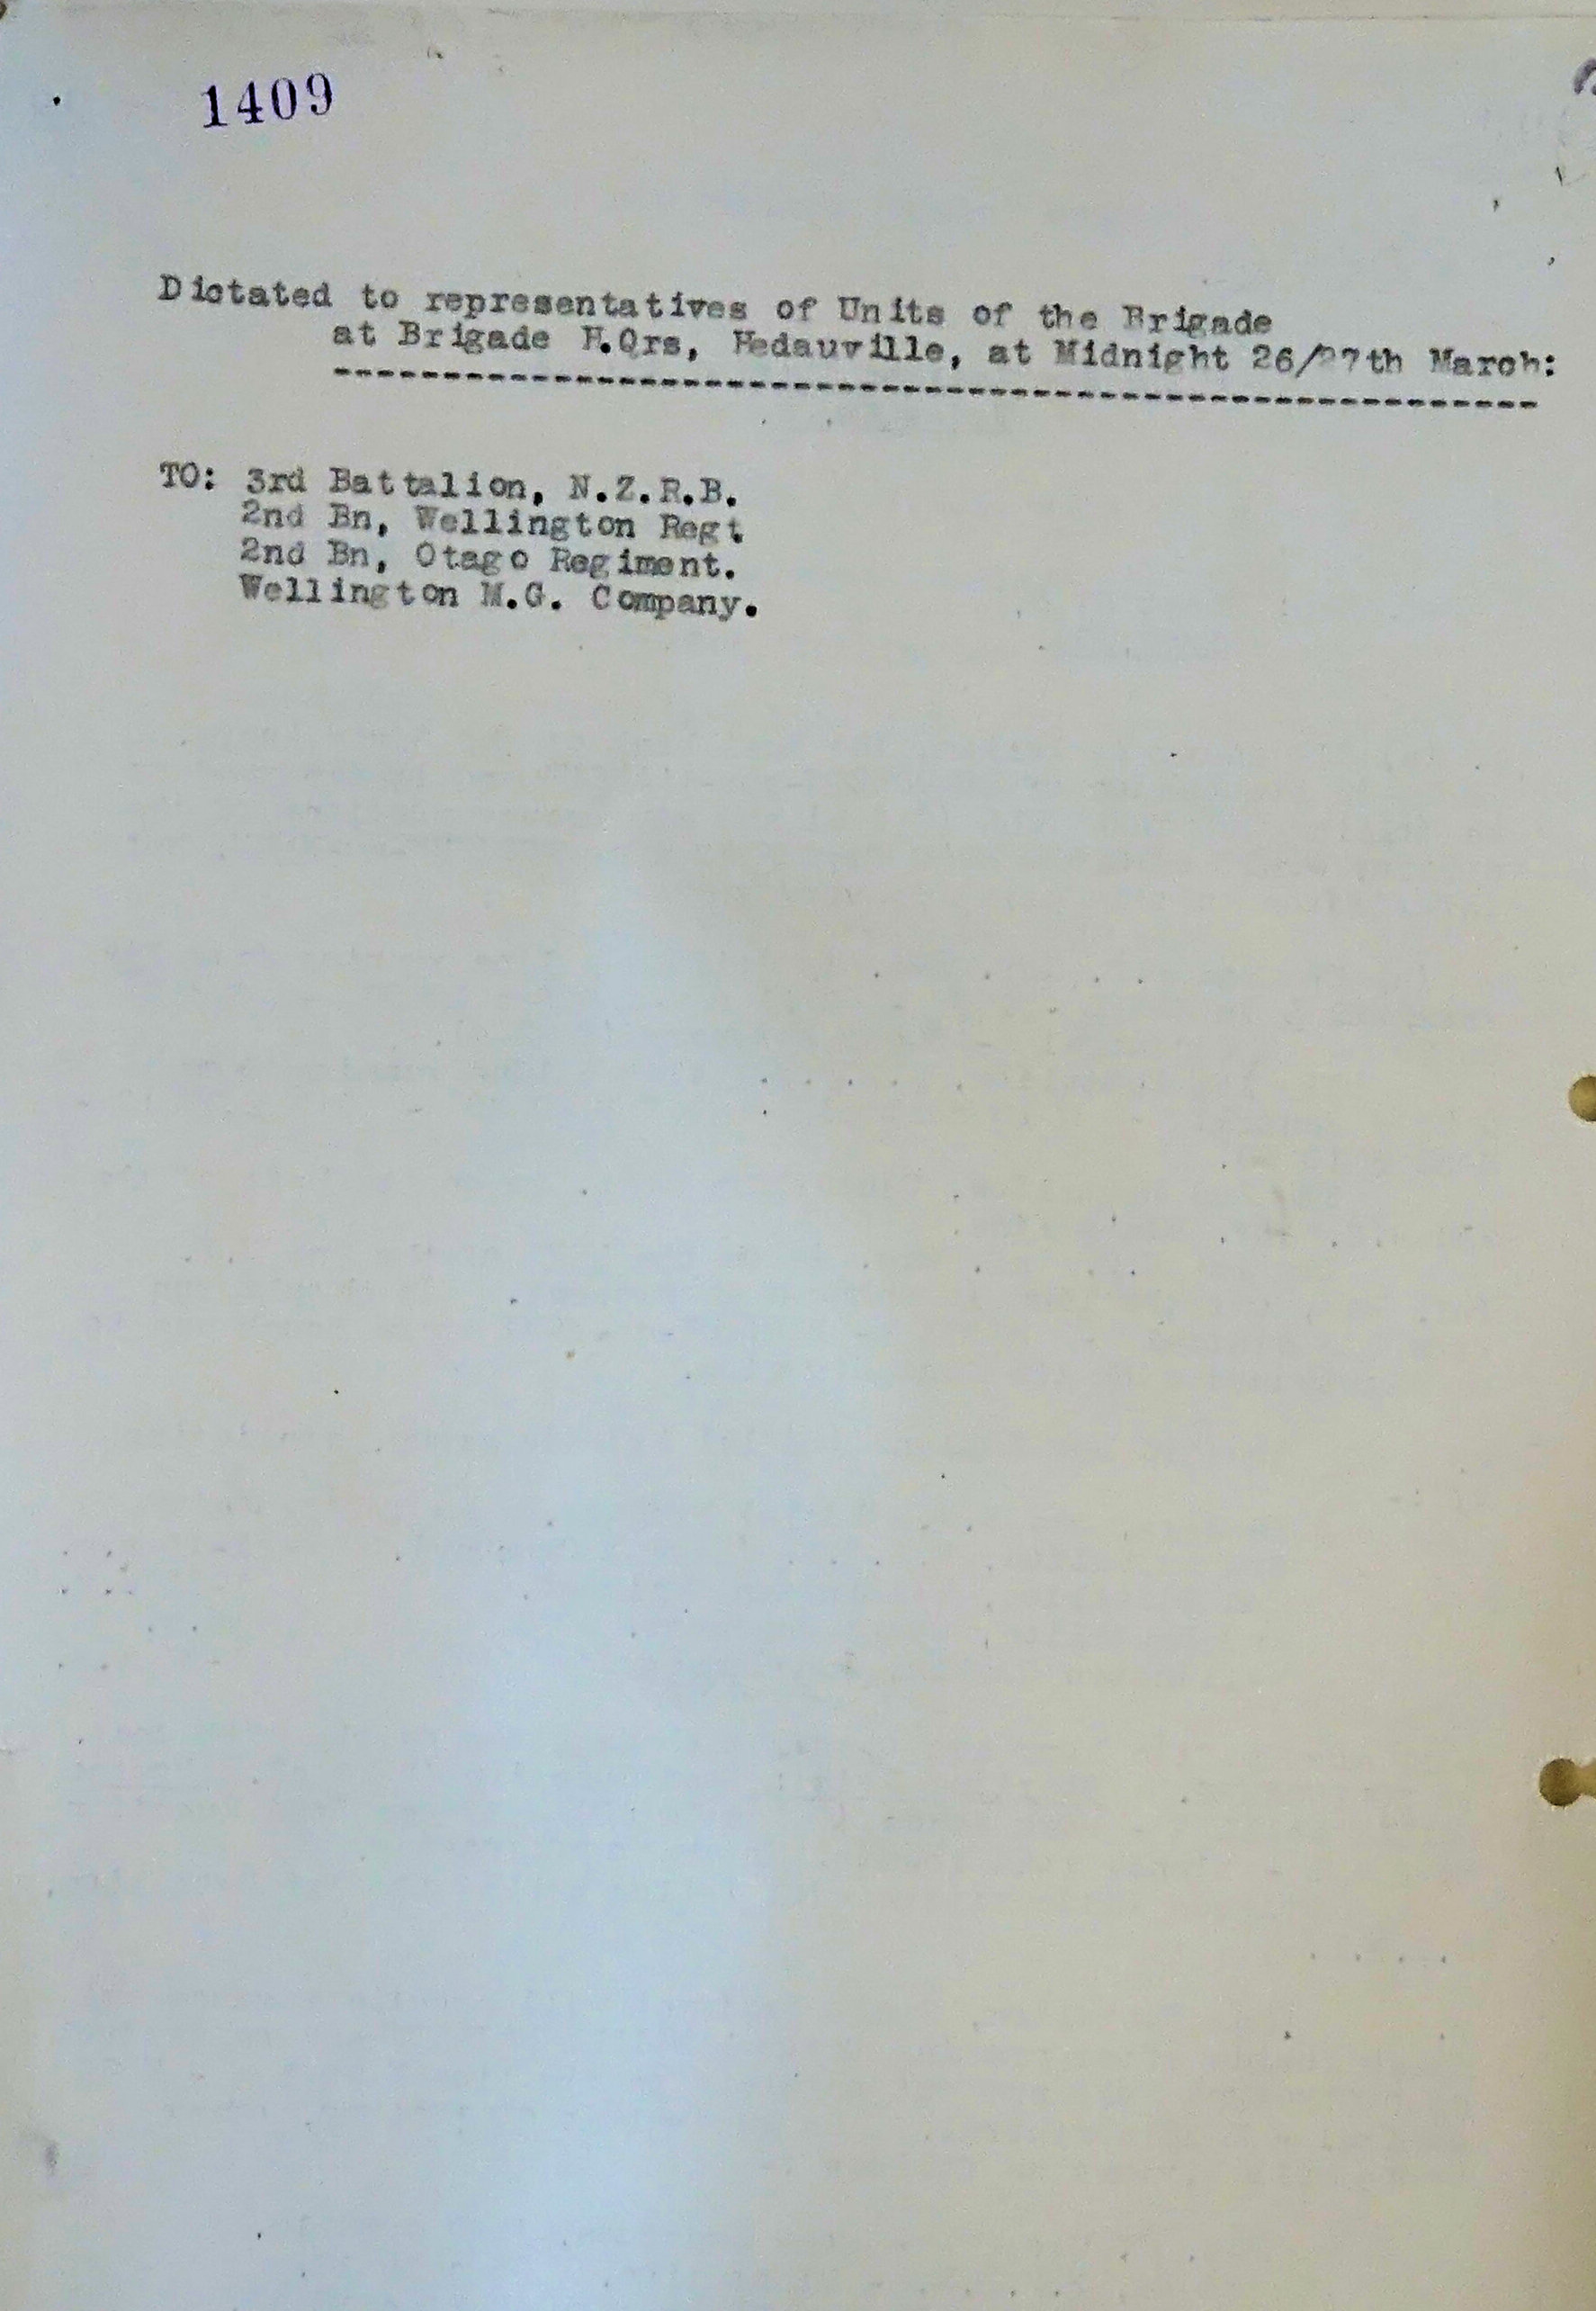 1409
Dictated to representatives of Units of the Brigade
at Brigade H.Qrs, Hedauville, at Midnight 26/27th March:
TO: 3rd Battalion, N.Z.R.B.
2nd Bn, Wellington Regt.
2nd Bn, Otago Regiment.
Wellington M.G. Company.